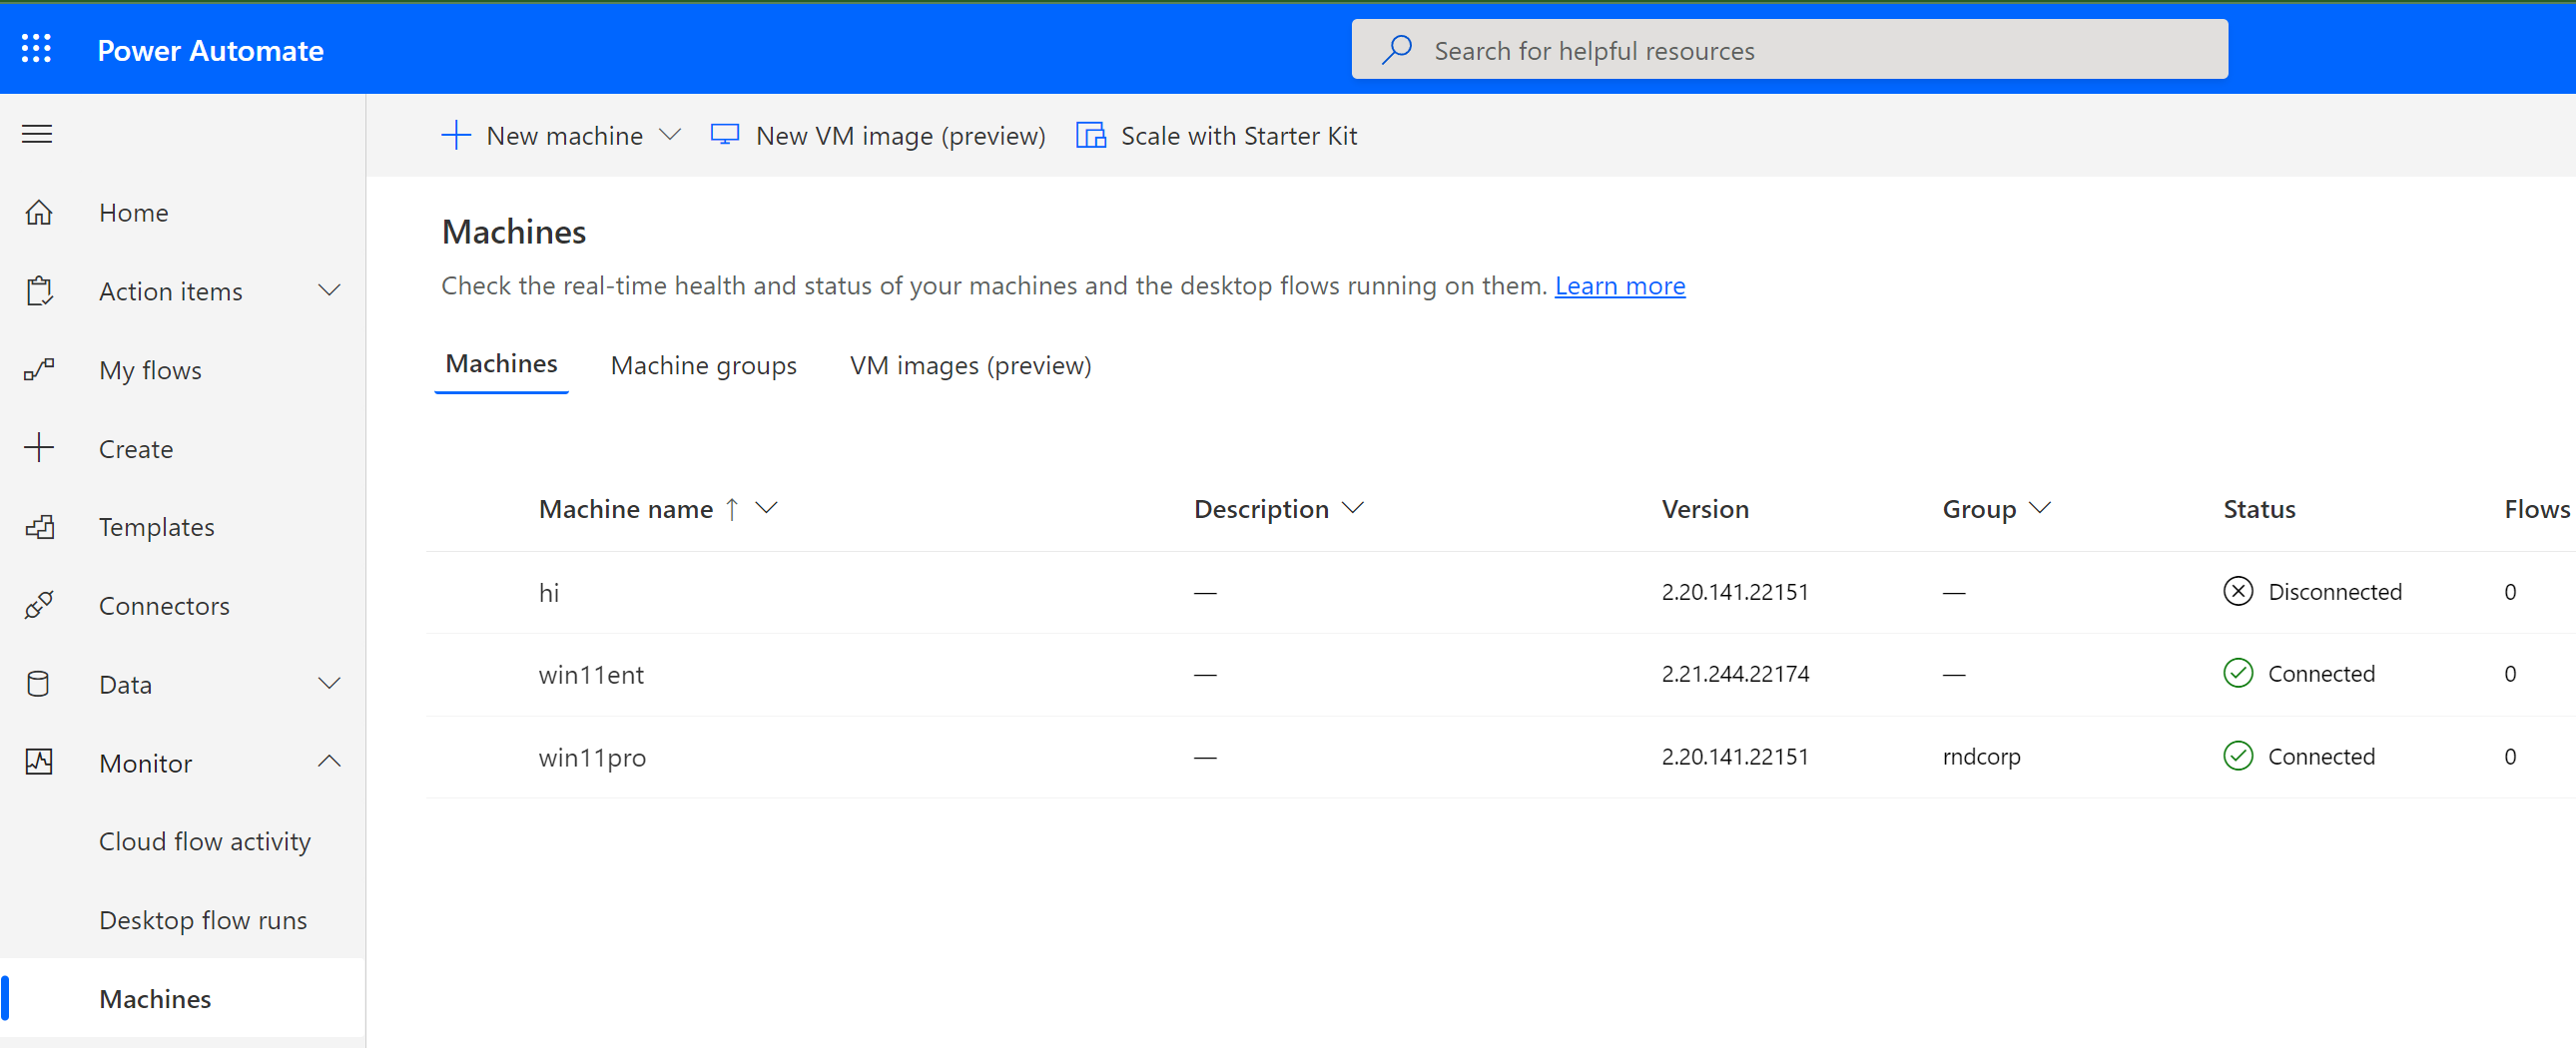 Power Automate
Search for helpful resources
New machine
New VM image (preview)
Scale with Starter Kit
Home
Action items
My flows
Create
Templates
Connectors
Data
Monitor
Cloud flow activity
Desktop flow runs
Machines
Machines
Check the real-time health and status of your machines and the desktop flows running on them. Learn more
Machines Machine groups VM images (preview)
Machine name ↑ Description Version Group Status Flows
hi — 2.20.141.22151 — Disconnected 0
win11ent — 2.21.244.22174 — Connected 0
win11pro — 2.20.141.22151 rndcorp Connected 0